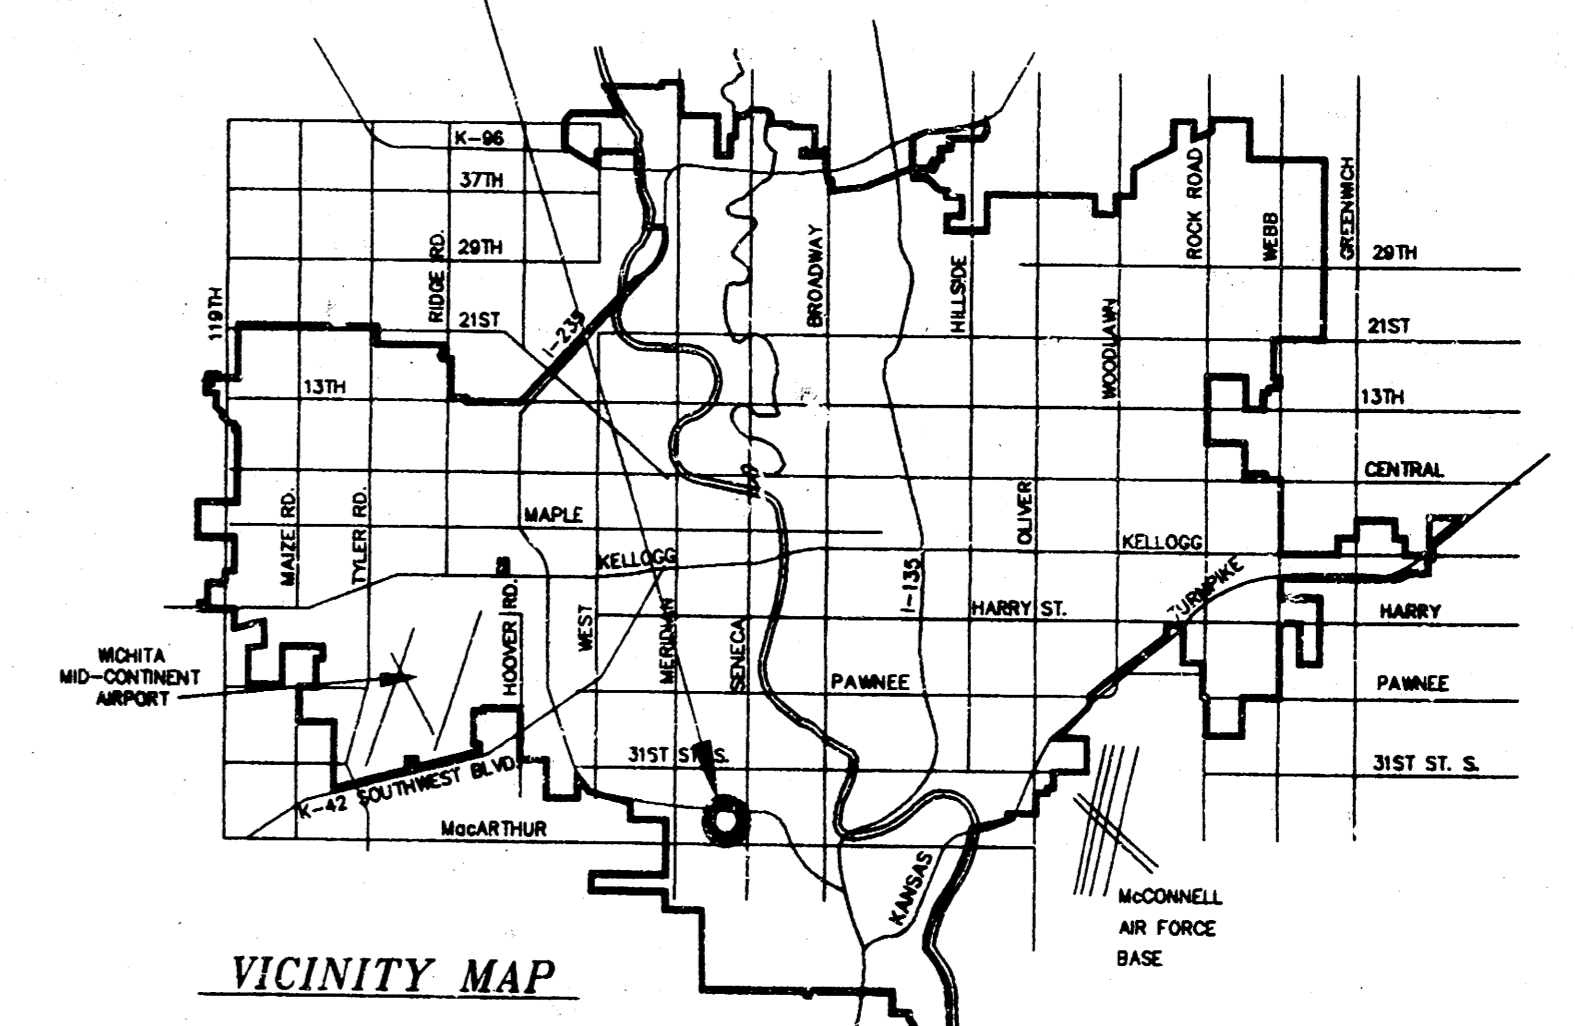 K-96
37TH
29TH
RIDGE RD.
21ST
119TH
I-235
13TH
BROADWAY
HILLSIDE
WOODLAWN
ROCK ROAD
WEBB
GREENWICH
29TH
21ST
13TH
CENTRAL
MAIZE RD.
TYLER RD.
MAPLE
KELLOGG
OLIVER
KELLOGG
TURNPIKE
HOOVER RD.
WEST
MERIDIAN
SENECA
I-135
HARRY ST.
HARRY
WICHITA
MID-CONTINENT
AIRPORT
PAWNEE
PAWNEE
31ST ST. S.
31ST ST. S.
K-42 SOUTHWEST BLVD.
MacARTHUR
KANSAS
McCONNELL
AIR FORCE
BASE
VICINITY MAP